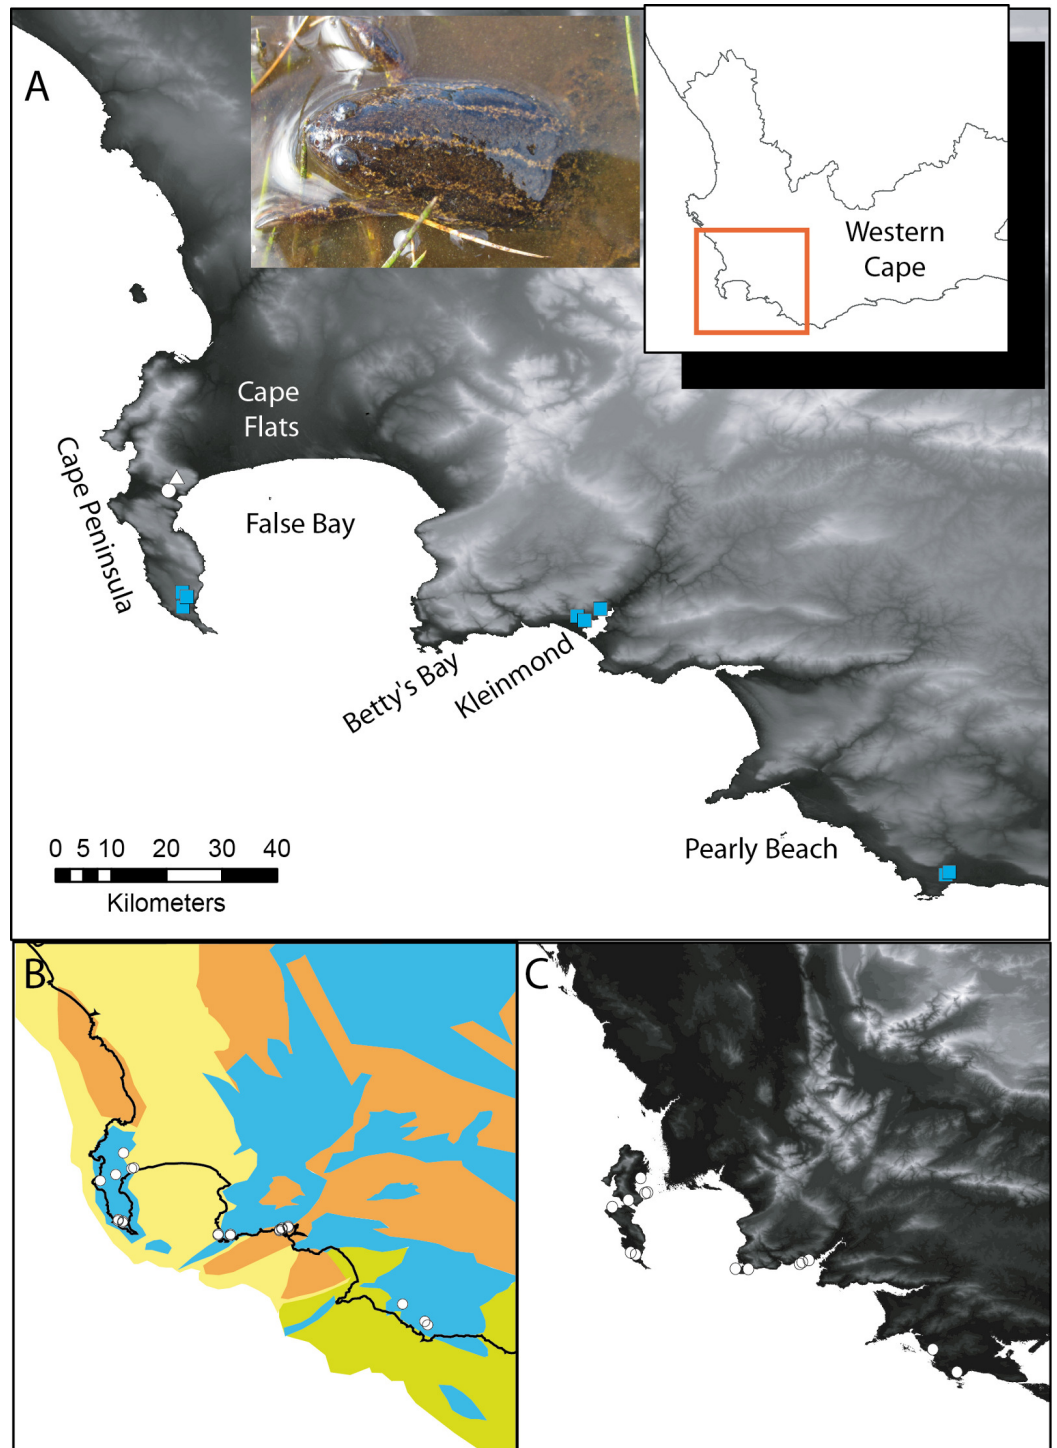 A
Western
Cape
Cape
Flats
Cape Peninsula
False Bay
Betty's Bay
Kleinmond
Pearly Beach
0 5 10 20 30 40
Kilometers
B
C